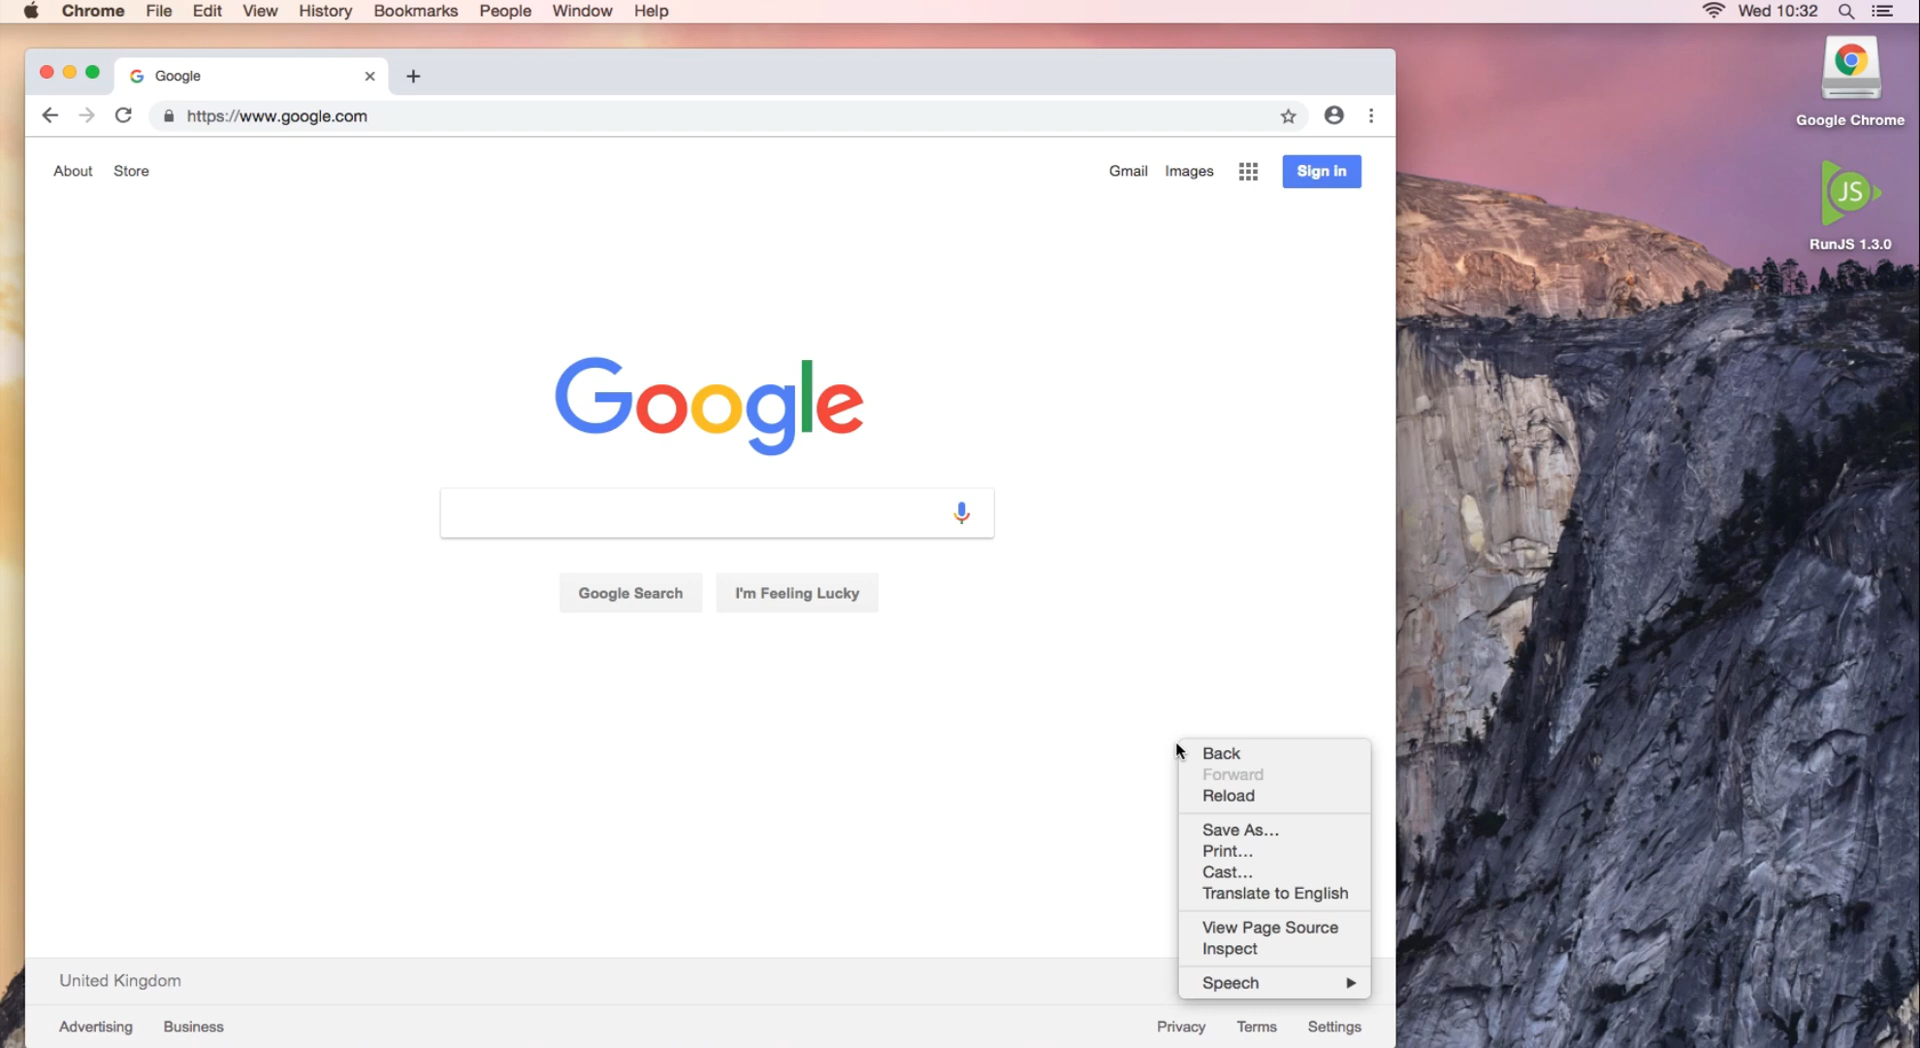 Chrome File Edit View History Bookmarks People Window Help Wed 10:32
Google
https://www.google.com
Google Chrome
About Store Gmail Images Sign in
JS
RunJS 1.3.0
Google
Google Search I'm Feeling Lucky
Back
Forward
Reload
Save As...
Print...
Cast...
Translate to English
View Page Source
Inspect
Speech
United Kingdom
Advertising Business Privacy Terms Settings